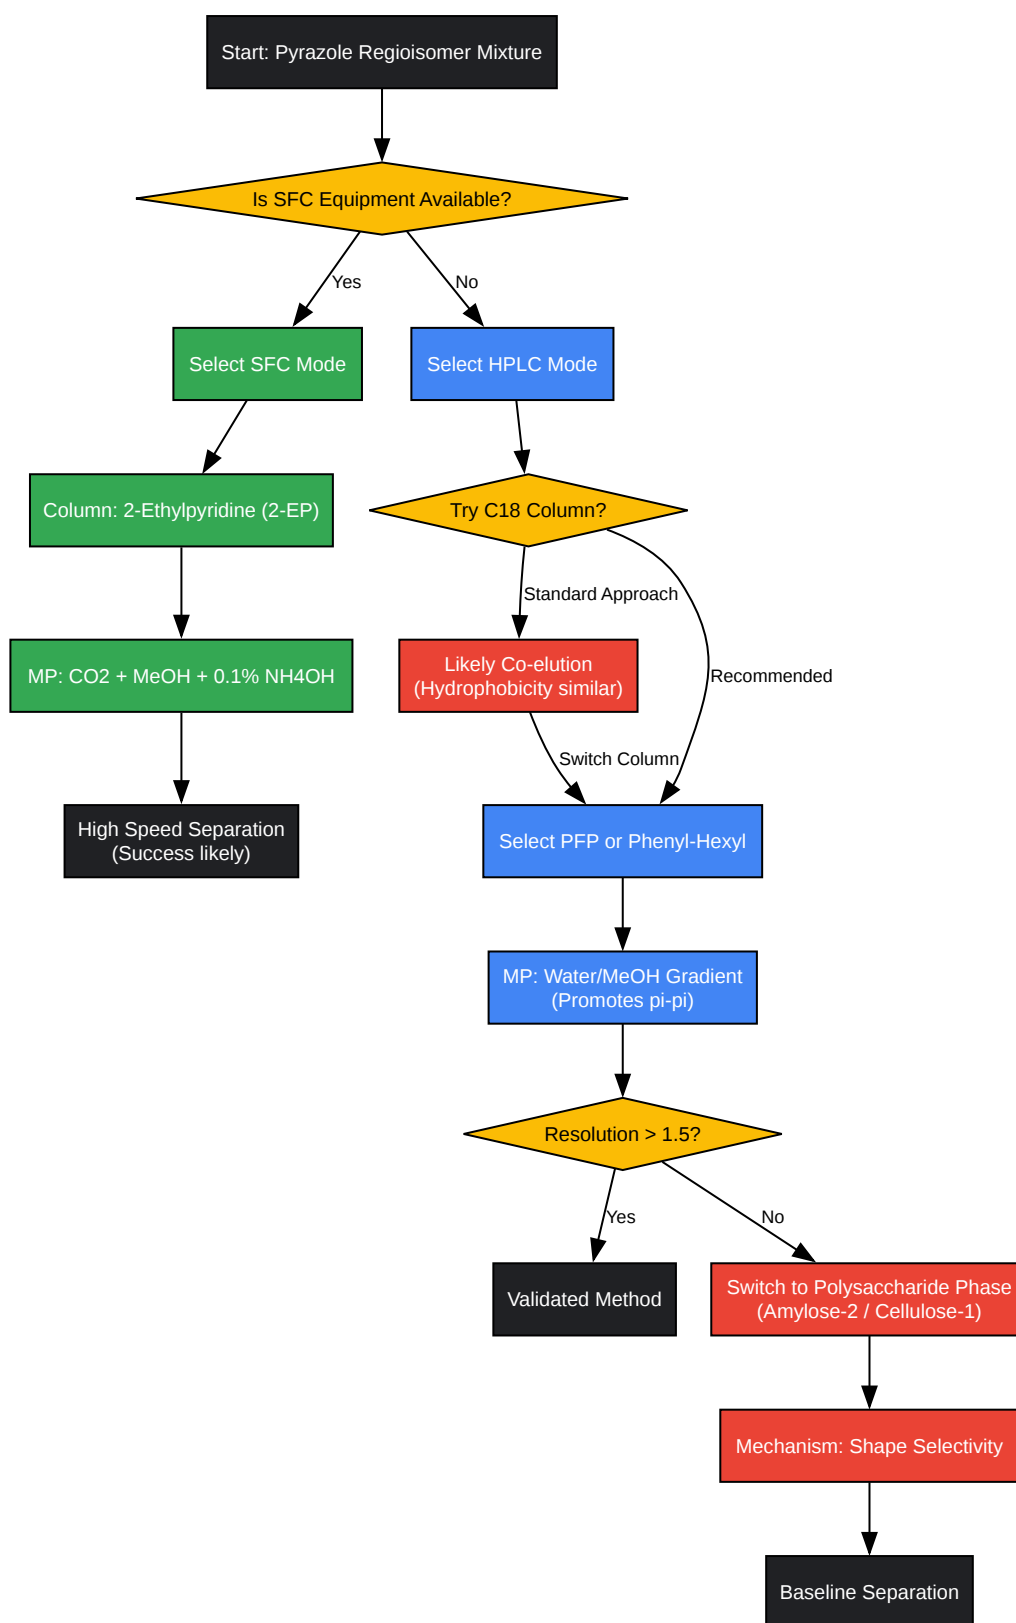 Start: Pyrazole Regioisomer Mixture
Is SFC Equipment Available?
Yes
No
Select SFC Mode
Select HPLC Mode
Column: 2-Ethylpyridine (2-EP)
Try C18 Column?
Standard Approach
MP: CO2 + MeOH + 0.1% NH4OH
Likely Co-elution
(Hydrophobicity similar)
Recommended
Switch Column
High Speed Separation
(Success likely)
Select PFP or Phenyl-Hexyl
MP: Water/MeOH Gradient
(Promotes pi-pi)
Resolution > 1.5?
Yes
No
Validated Method
Switch to Polysaccharide Phase
(Amylose-2 / Cellulose-1)
Mechanism: Shape Selectivity
Baseline Separation